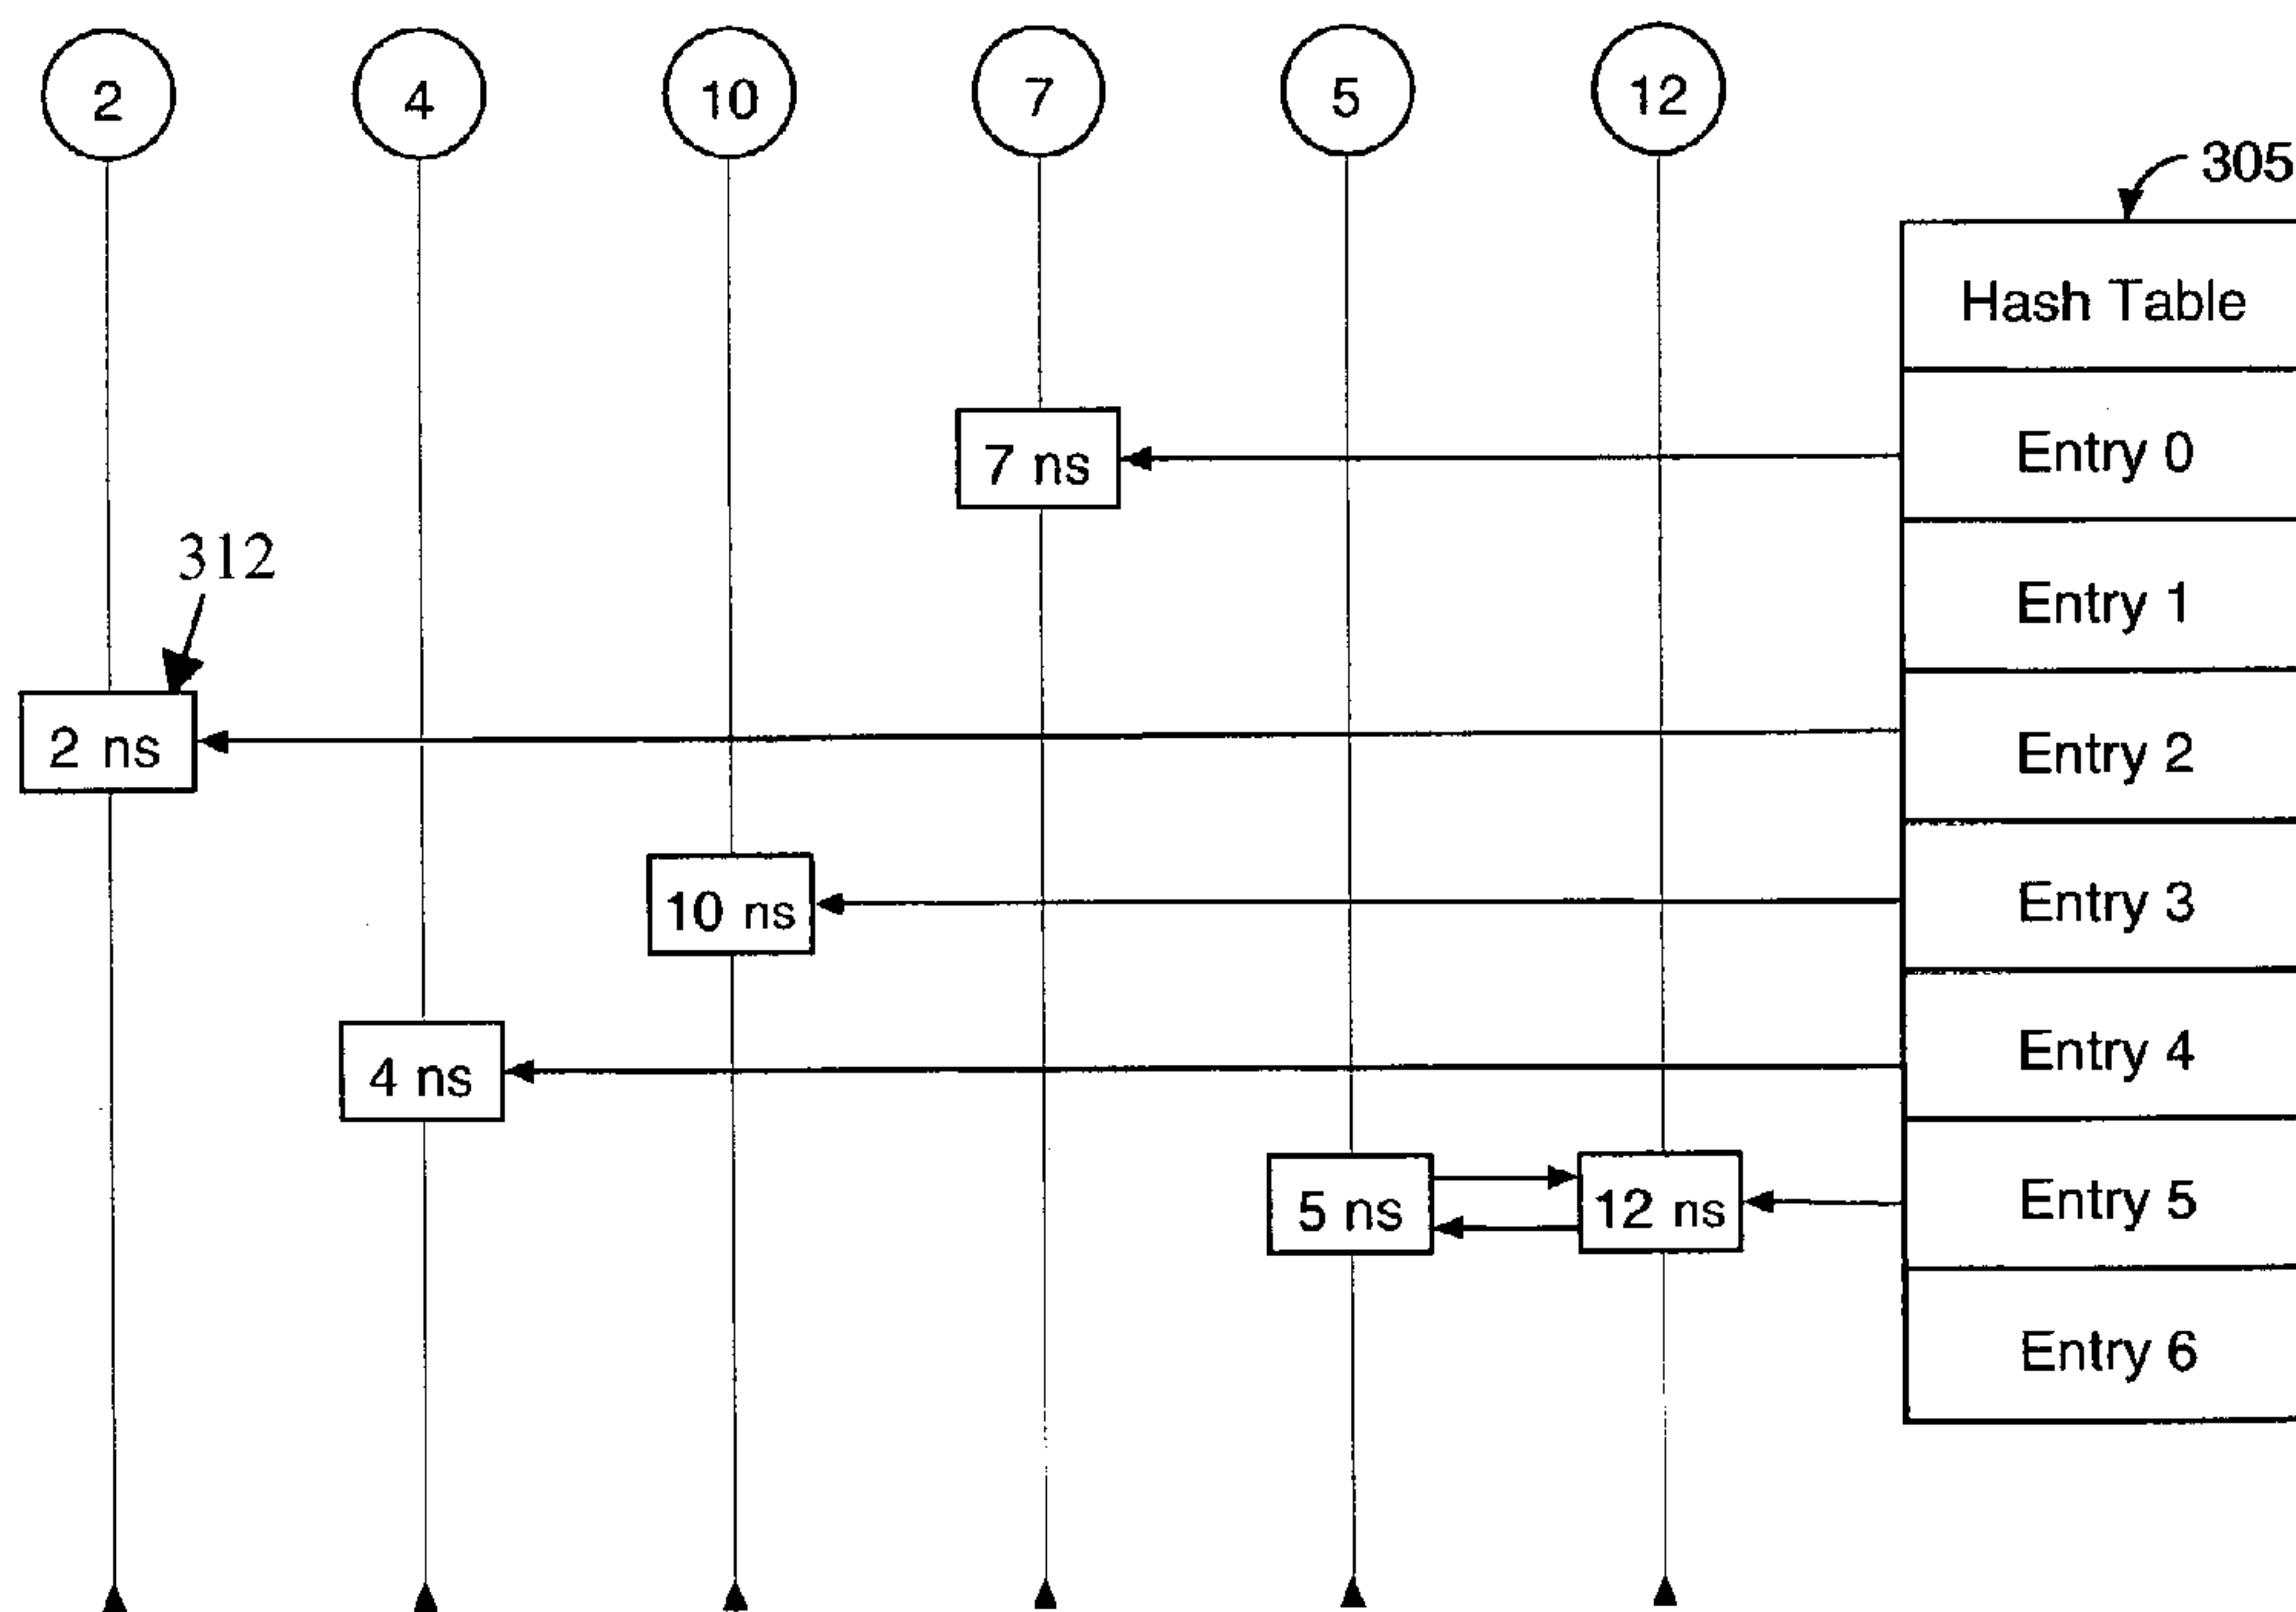 2
4
10
7
5
12
305
Hash Table
7 ns
Entry 0
312
Entry 1
2 ns
Entry 2
10 ns
Entry 3
4 ns
Entry 4
5 ns
12 ns
Entry 5
Entry 6